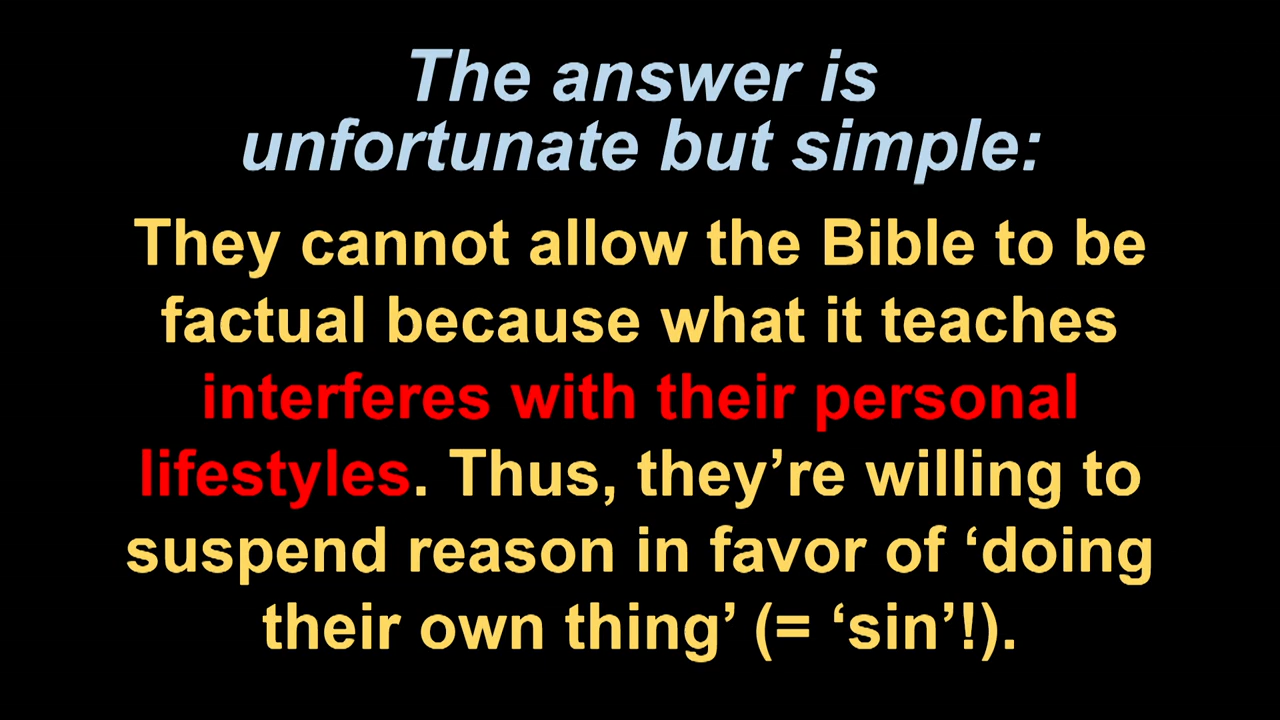 The answer is
unfortunate but simple:
They cannot allow the Bible to be
factual because what it teaches
interferes with their personal
lifestyles. Thus, they’re willing to
suspend reason in favor of ‘doing
their own thing’ (= ‘sin’!).